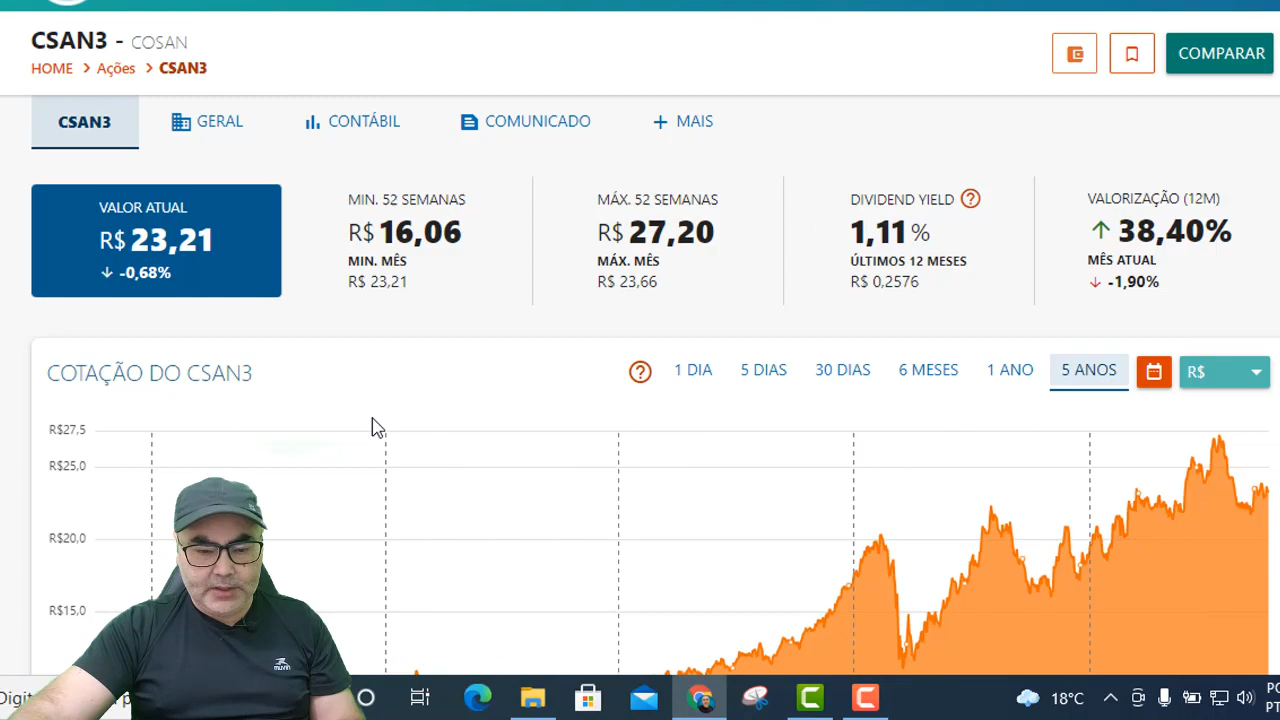 CSAN3 - COSAN
HOME > Ações > CSAN3
COMPARAR
CSAN3
GERAL
CONTÁBIL
COMUNICADO
+ MAIS
VALOR ATUAL
R$ 23,21
-0,68%
MIN. 52 SEMANAS
R$ 16,06
MIN. MÊS
R$ 23,21
MÁX. 52 SEMANAS
R$ 27,20
MÁX. MÊS
R$ 23,66
DIVIDEND YIELD ?
1,11 %
ÚLTIMOS 12 MESES
R$ 0,2576
VALORIZAÇÃO (12M)
38,40%
MÊS ATUAL
-1,90%
COTAÇÃO DO CSAN3
?
1 DIA
5 DIAS
30 DIAS
6 MESES
1 ANO
5 ANOS
R$
R$27,5
R$25,0
R$20,0
R$15,0
muvin
Digit
18°C